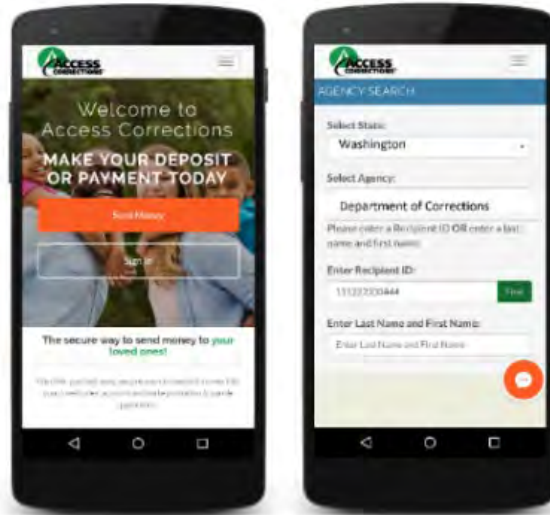 ACCESS
CORRECTIONS
Welcome to
Access Corrections
MAKE YOUR DEPOSIT
OR PAYMENT TODAY
Send Money
Sign In
The secure way to send money to your
loved ones!
ACCESS
CORRECTIONS
AGENCY SEARCH
Select State:
Washington
Select Agency:
Department of Corrections
Please enter a Recipient ID OR enter a last
name and first name.
Enter Recipient ID:
Find
Enter Last Name and First Name:
Enter Last Name and First Name